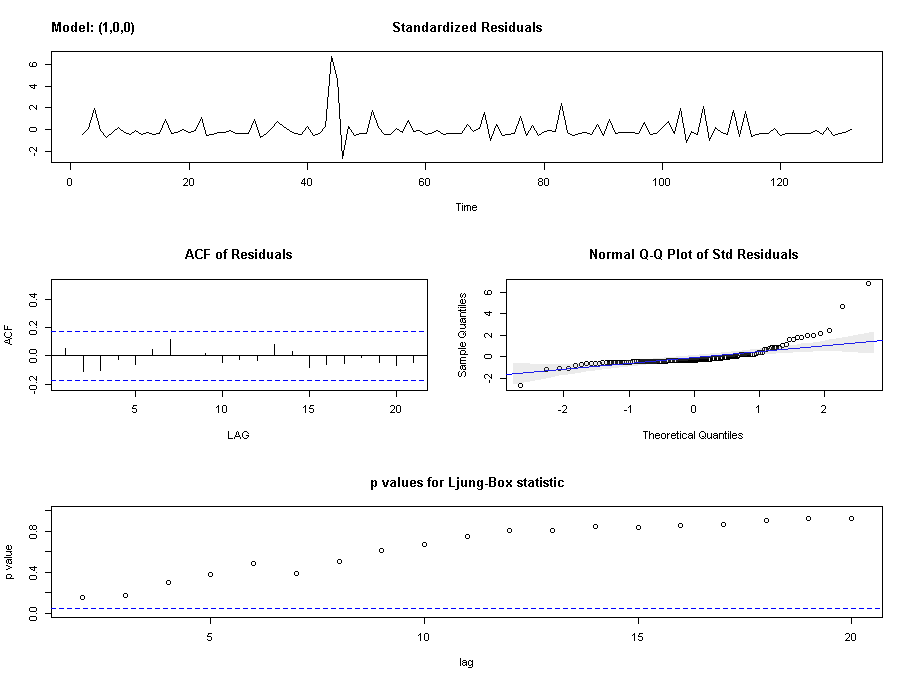 Model: (1,0,0) Standardized Residuals
6
4
2
0
-2
0 20 40 60 80 100 120
Time
ACF of Residuals
ACF
0.4
0.2
0.0
-0.2
5 10 15 20
LAG
Normal Q-Q Plot of Std Residuals
Sample Quantiles
6
4
2
0
-2
-2 -1 0 1 2
Theoretical Quantiles
p values for Ljung-Box statistic
p value
0.8
0.4
0.0
5 10 15 20
lag